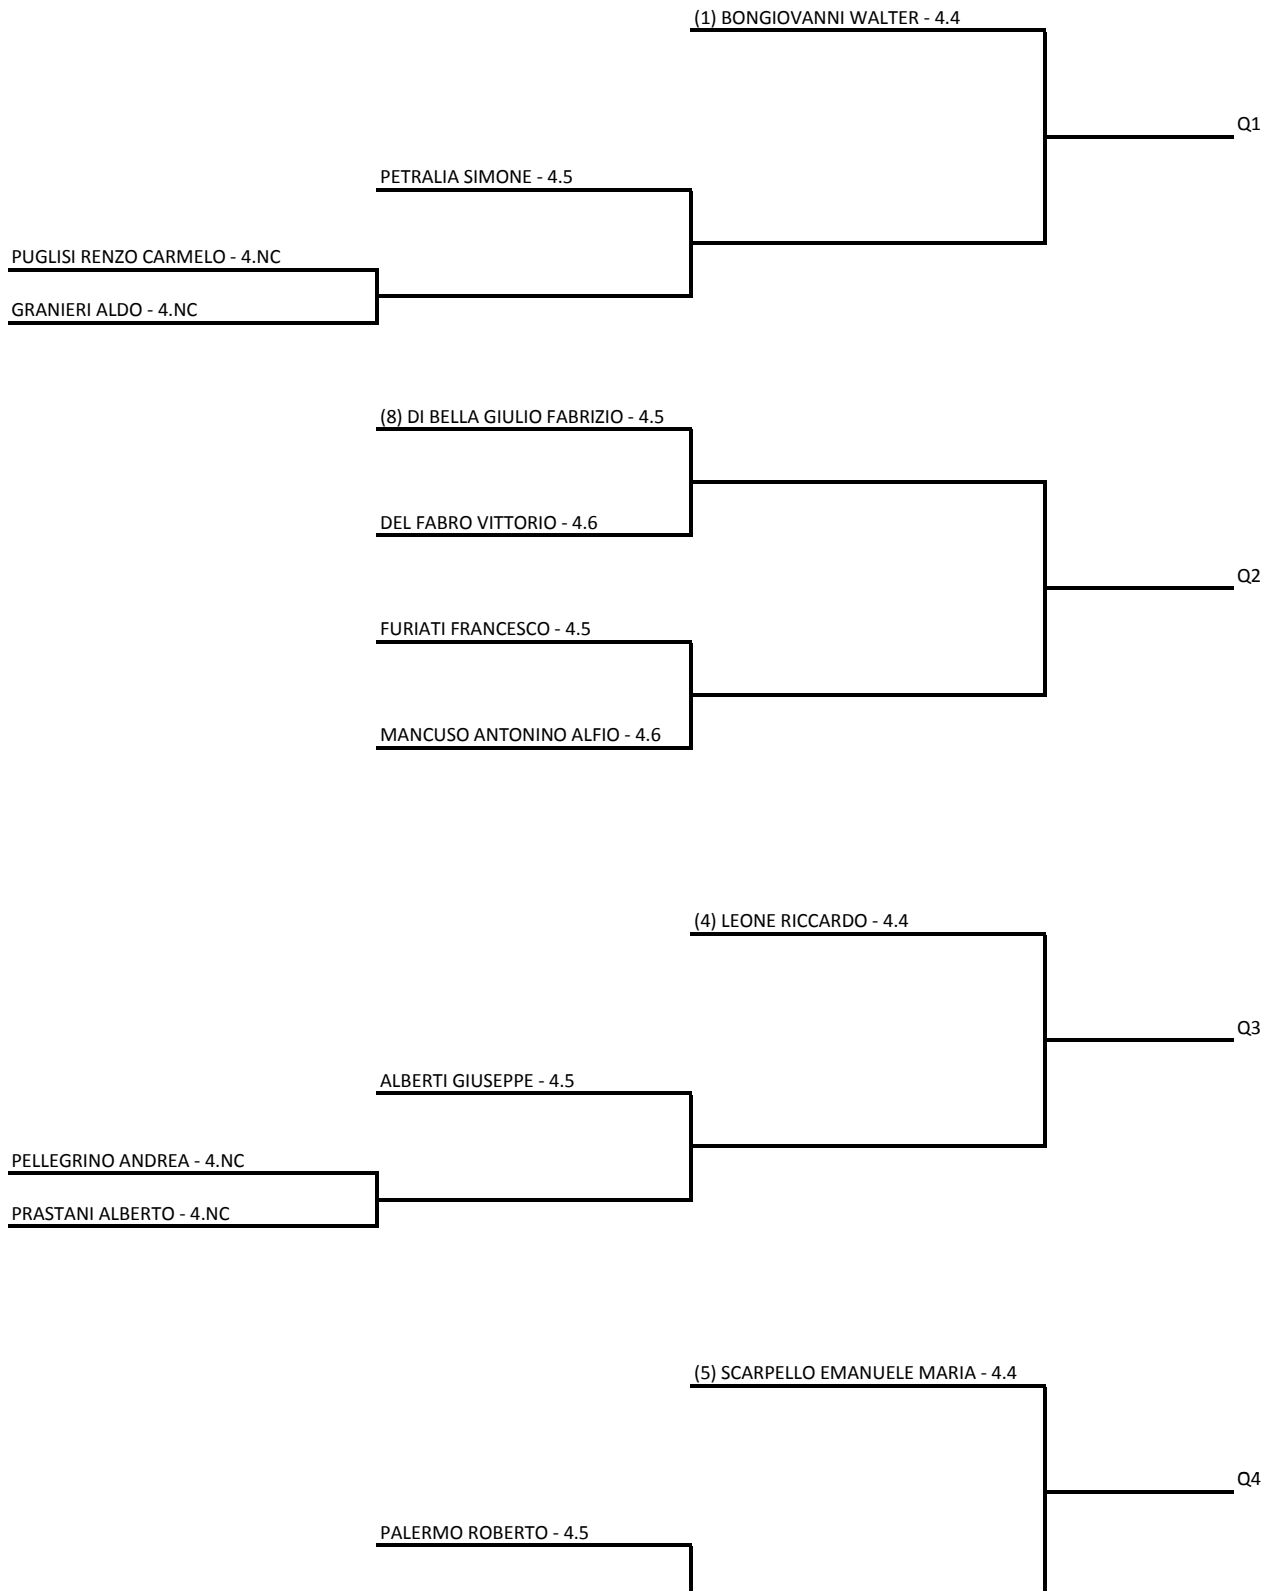 (1) BONGIOVANNI WALTER - 4.4
Q1
PETRALIA SIMONE - 4.5
PUGLISI RENZO CARMELO - 4.NC
GRANIERI ALDO - 4.NC
(8) DI BELLA GIULIO FABRIZIO - 4.5
DEL FABRO VITTORIO - 4.6
Q2
FURIATI FRANCESCO - 4.5
MANCUSO ANTONINO ALFIO - 4.6
(4) LEONE RICCARDO - 4.4
Q3
ALBERTI GIUSEPPE - 4.5
PELLEGRINO ANDREA - 4.NC
PRASTANI ALBERTO - 4.NC
(5) SCARPELLO EMANUELE MARIA - 4.4
Q4
PALERMO ROBERTO - 4.5